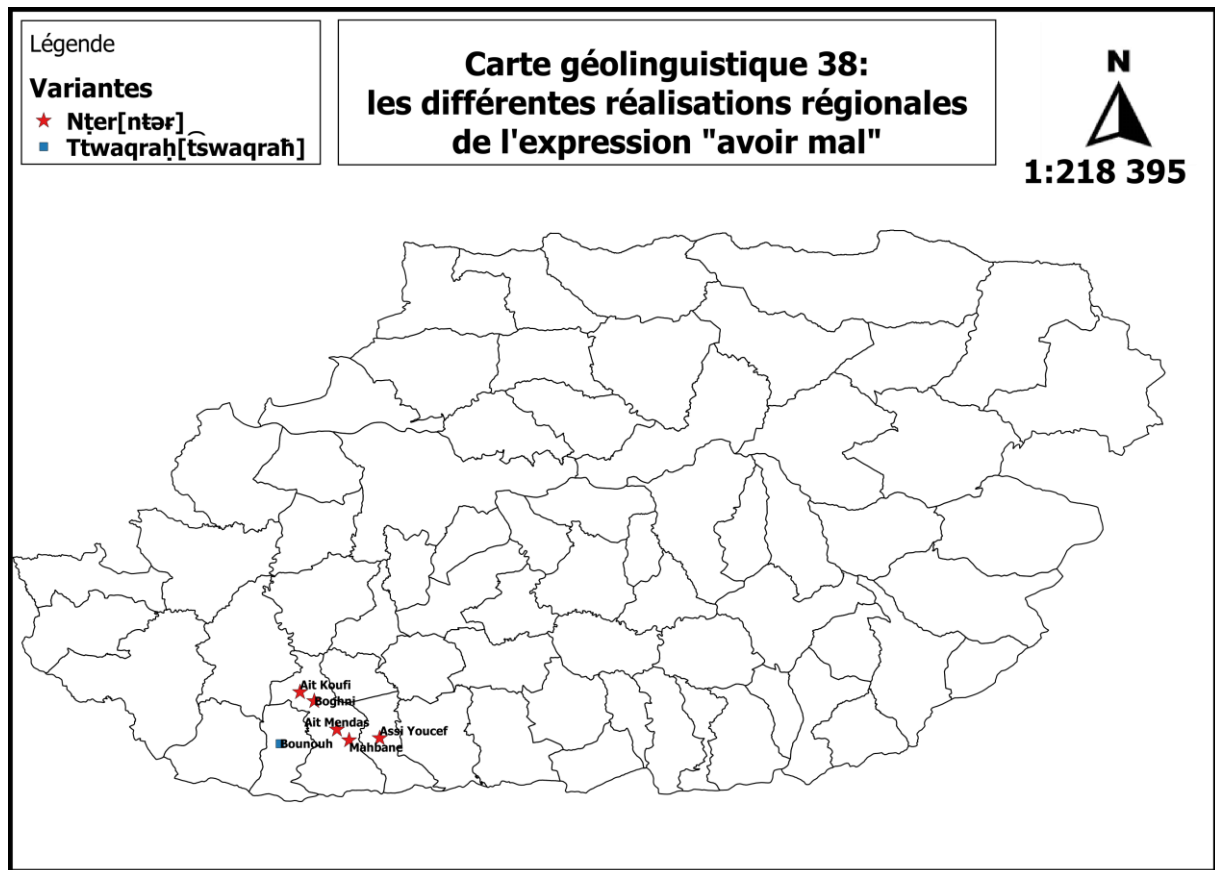 Légende
Variantes
Nṭer[nŧəɍ]
Ttwaqraḥ[t͡swaqraħ]
Carte géolinguistique 38:
les différentes réalisations régionales
de l'expression "avoir mal"
N
1:218 395
Ait Koufi
Boghni
Ait Mendas
Assi Youcef
Bounouh
Mahbane